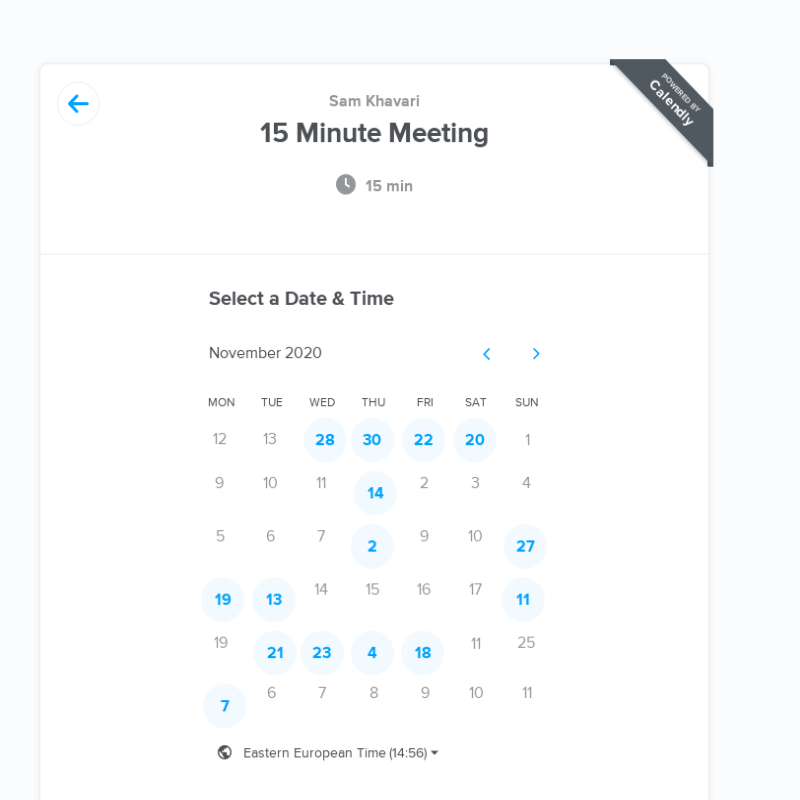 POWERED BY
Calendly
Sam Khavari
15 Minute Meeting
15 min
Select a Date & Time
November 2020
MON TUE WED THU FRI SAT SUN
12 13 28 30 22 20 1
9 10 11 14 2 3 4
5 6 7 2 9 10 27
19 13 14 15 16 17 11
19 21 23 4 18 11 25
7 6 7 8 9 10 11
Eastern European Time (14:56)